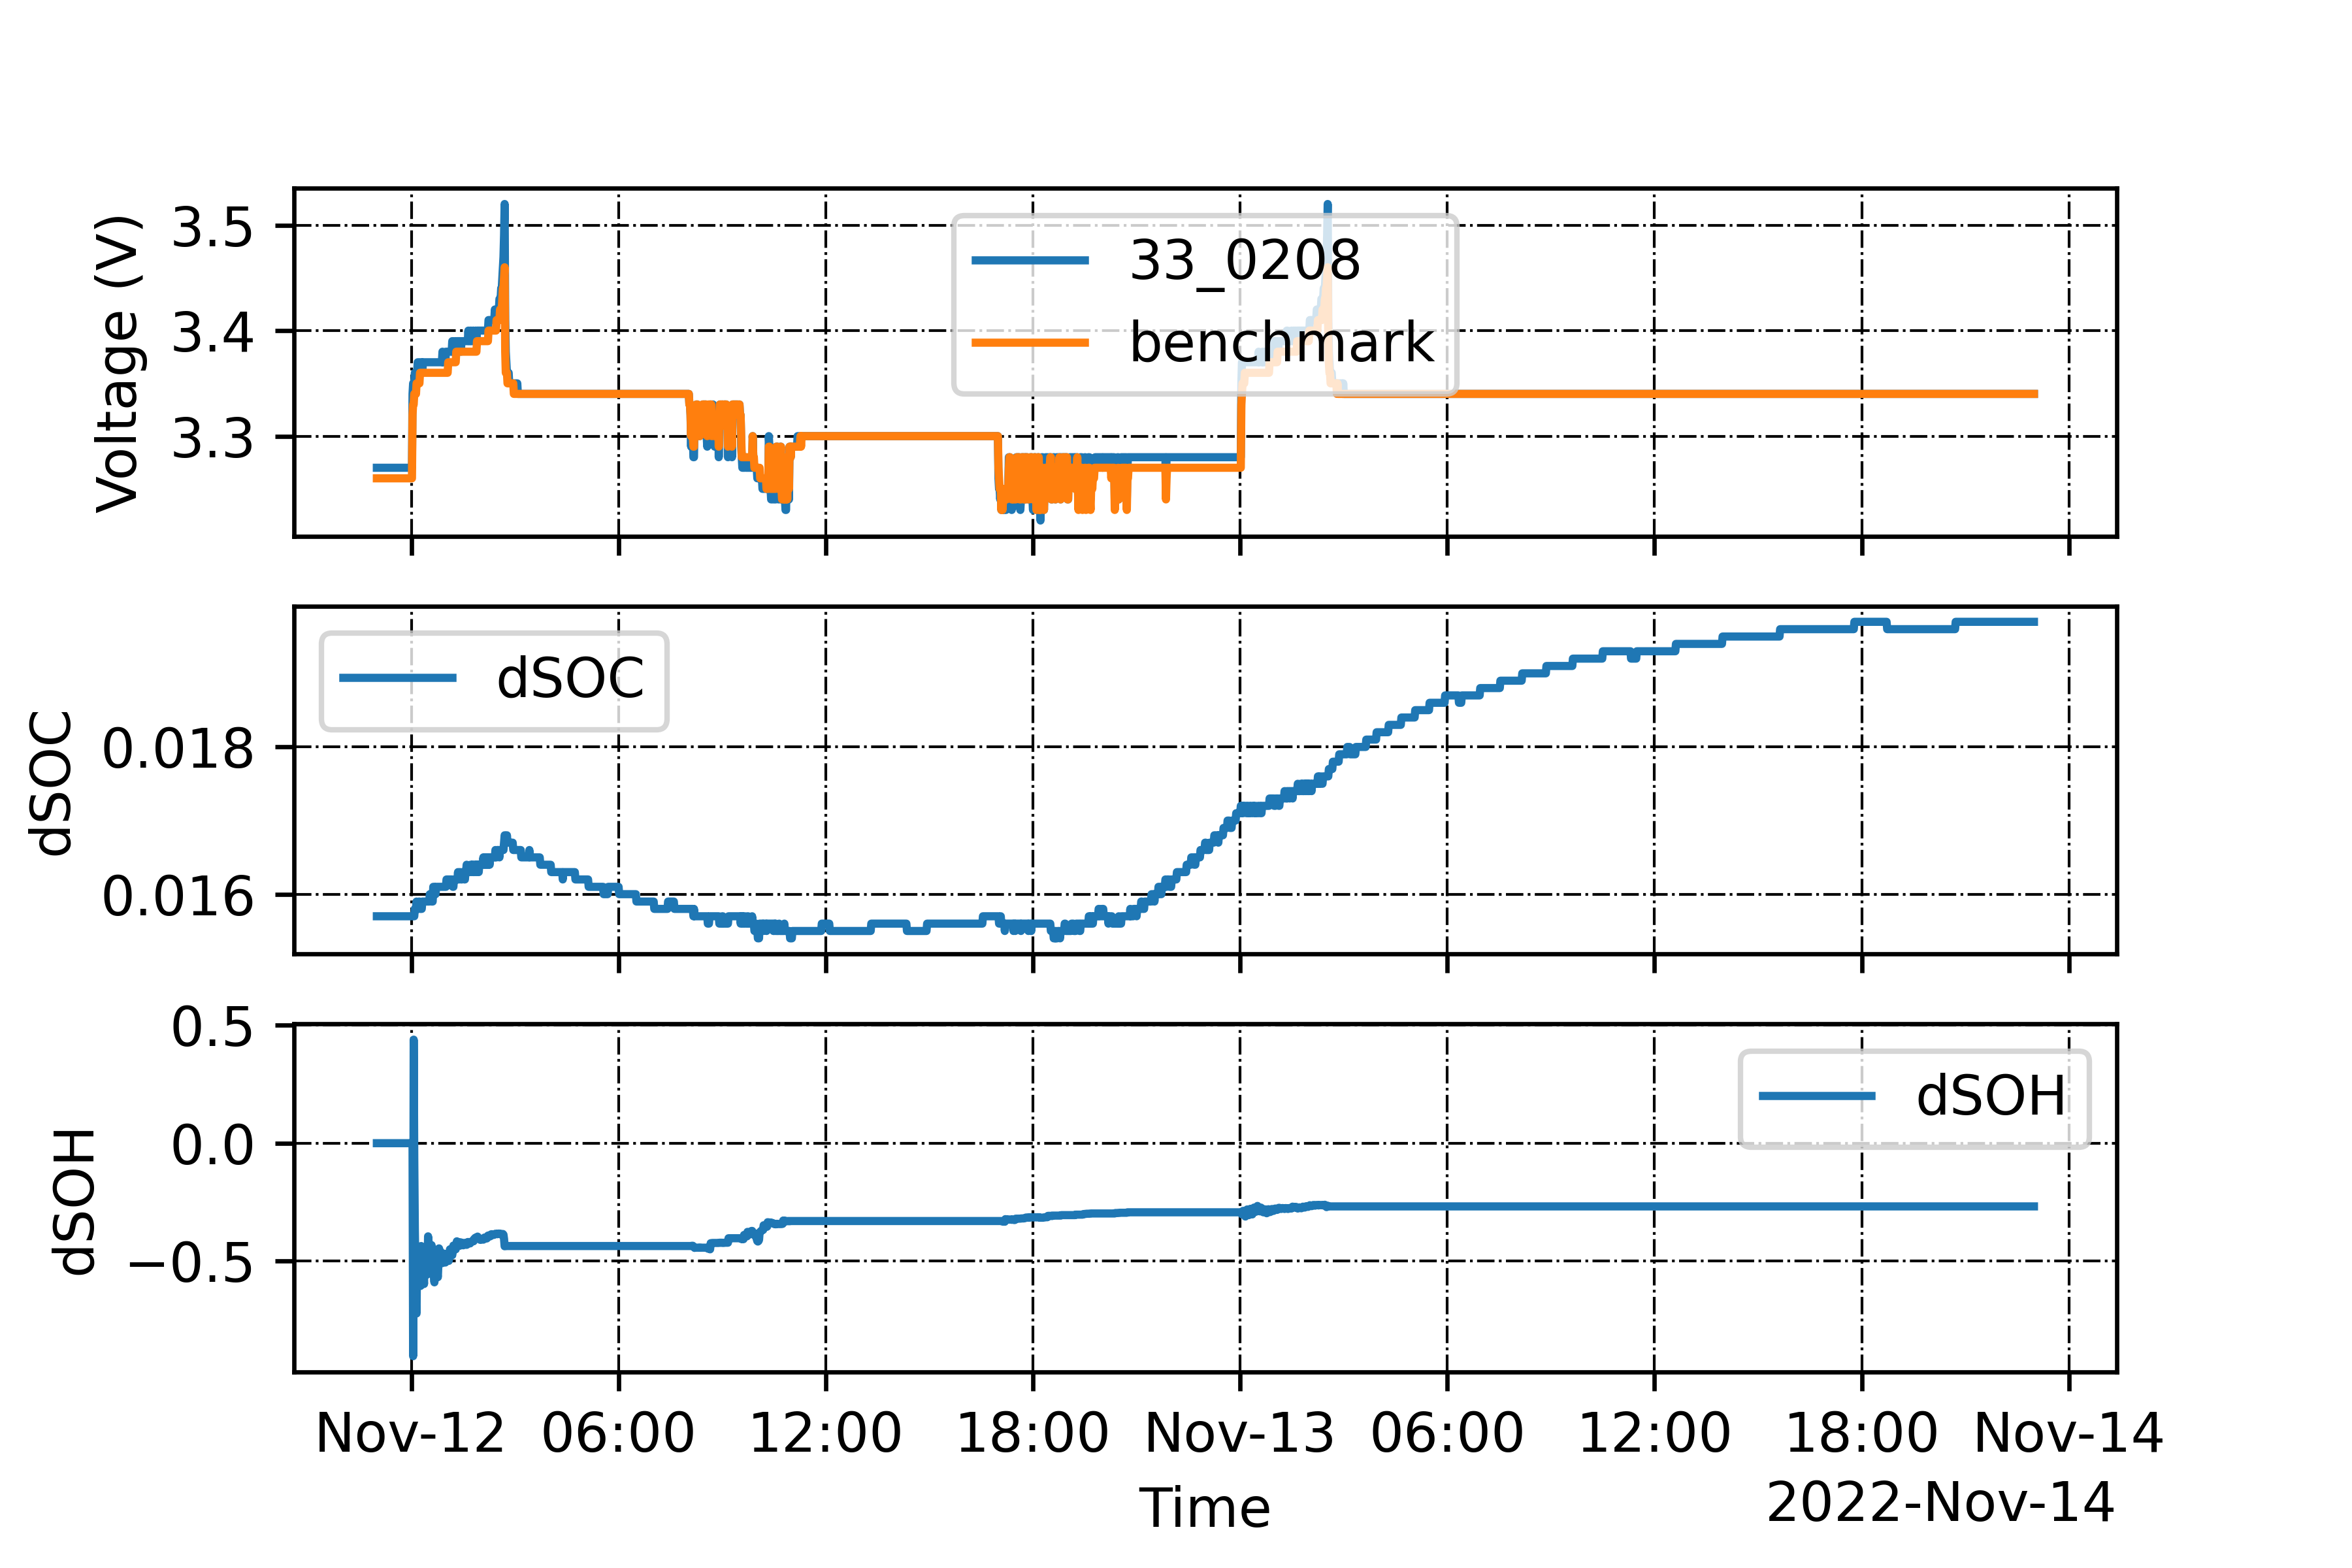 Voltage (V)
3.5
3.4
3.3
33_0208
benchmark
dSOC
0.018
0.016
dSOC
dSOH
0.5
0.0
−0.5
dSOH
Nov-12 06:00 12:00 18:00 Nov-13 06:00 12:00 18:00 Nov-14
Time
2022-Nov-14